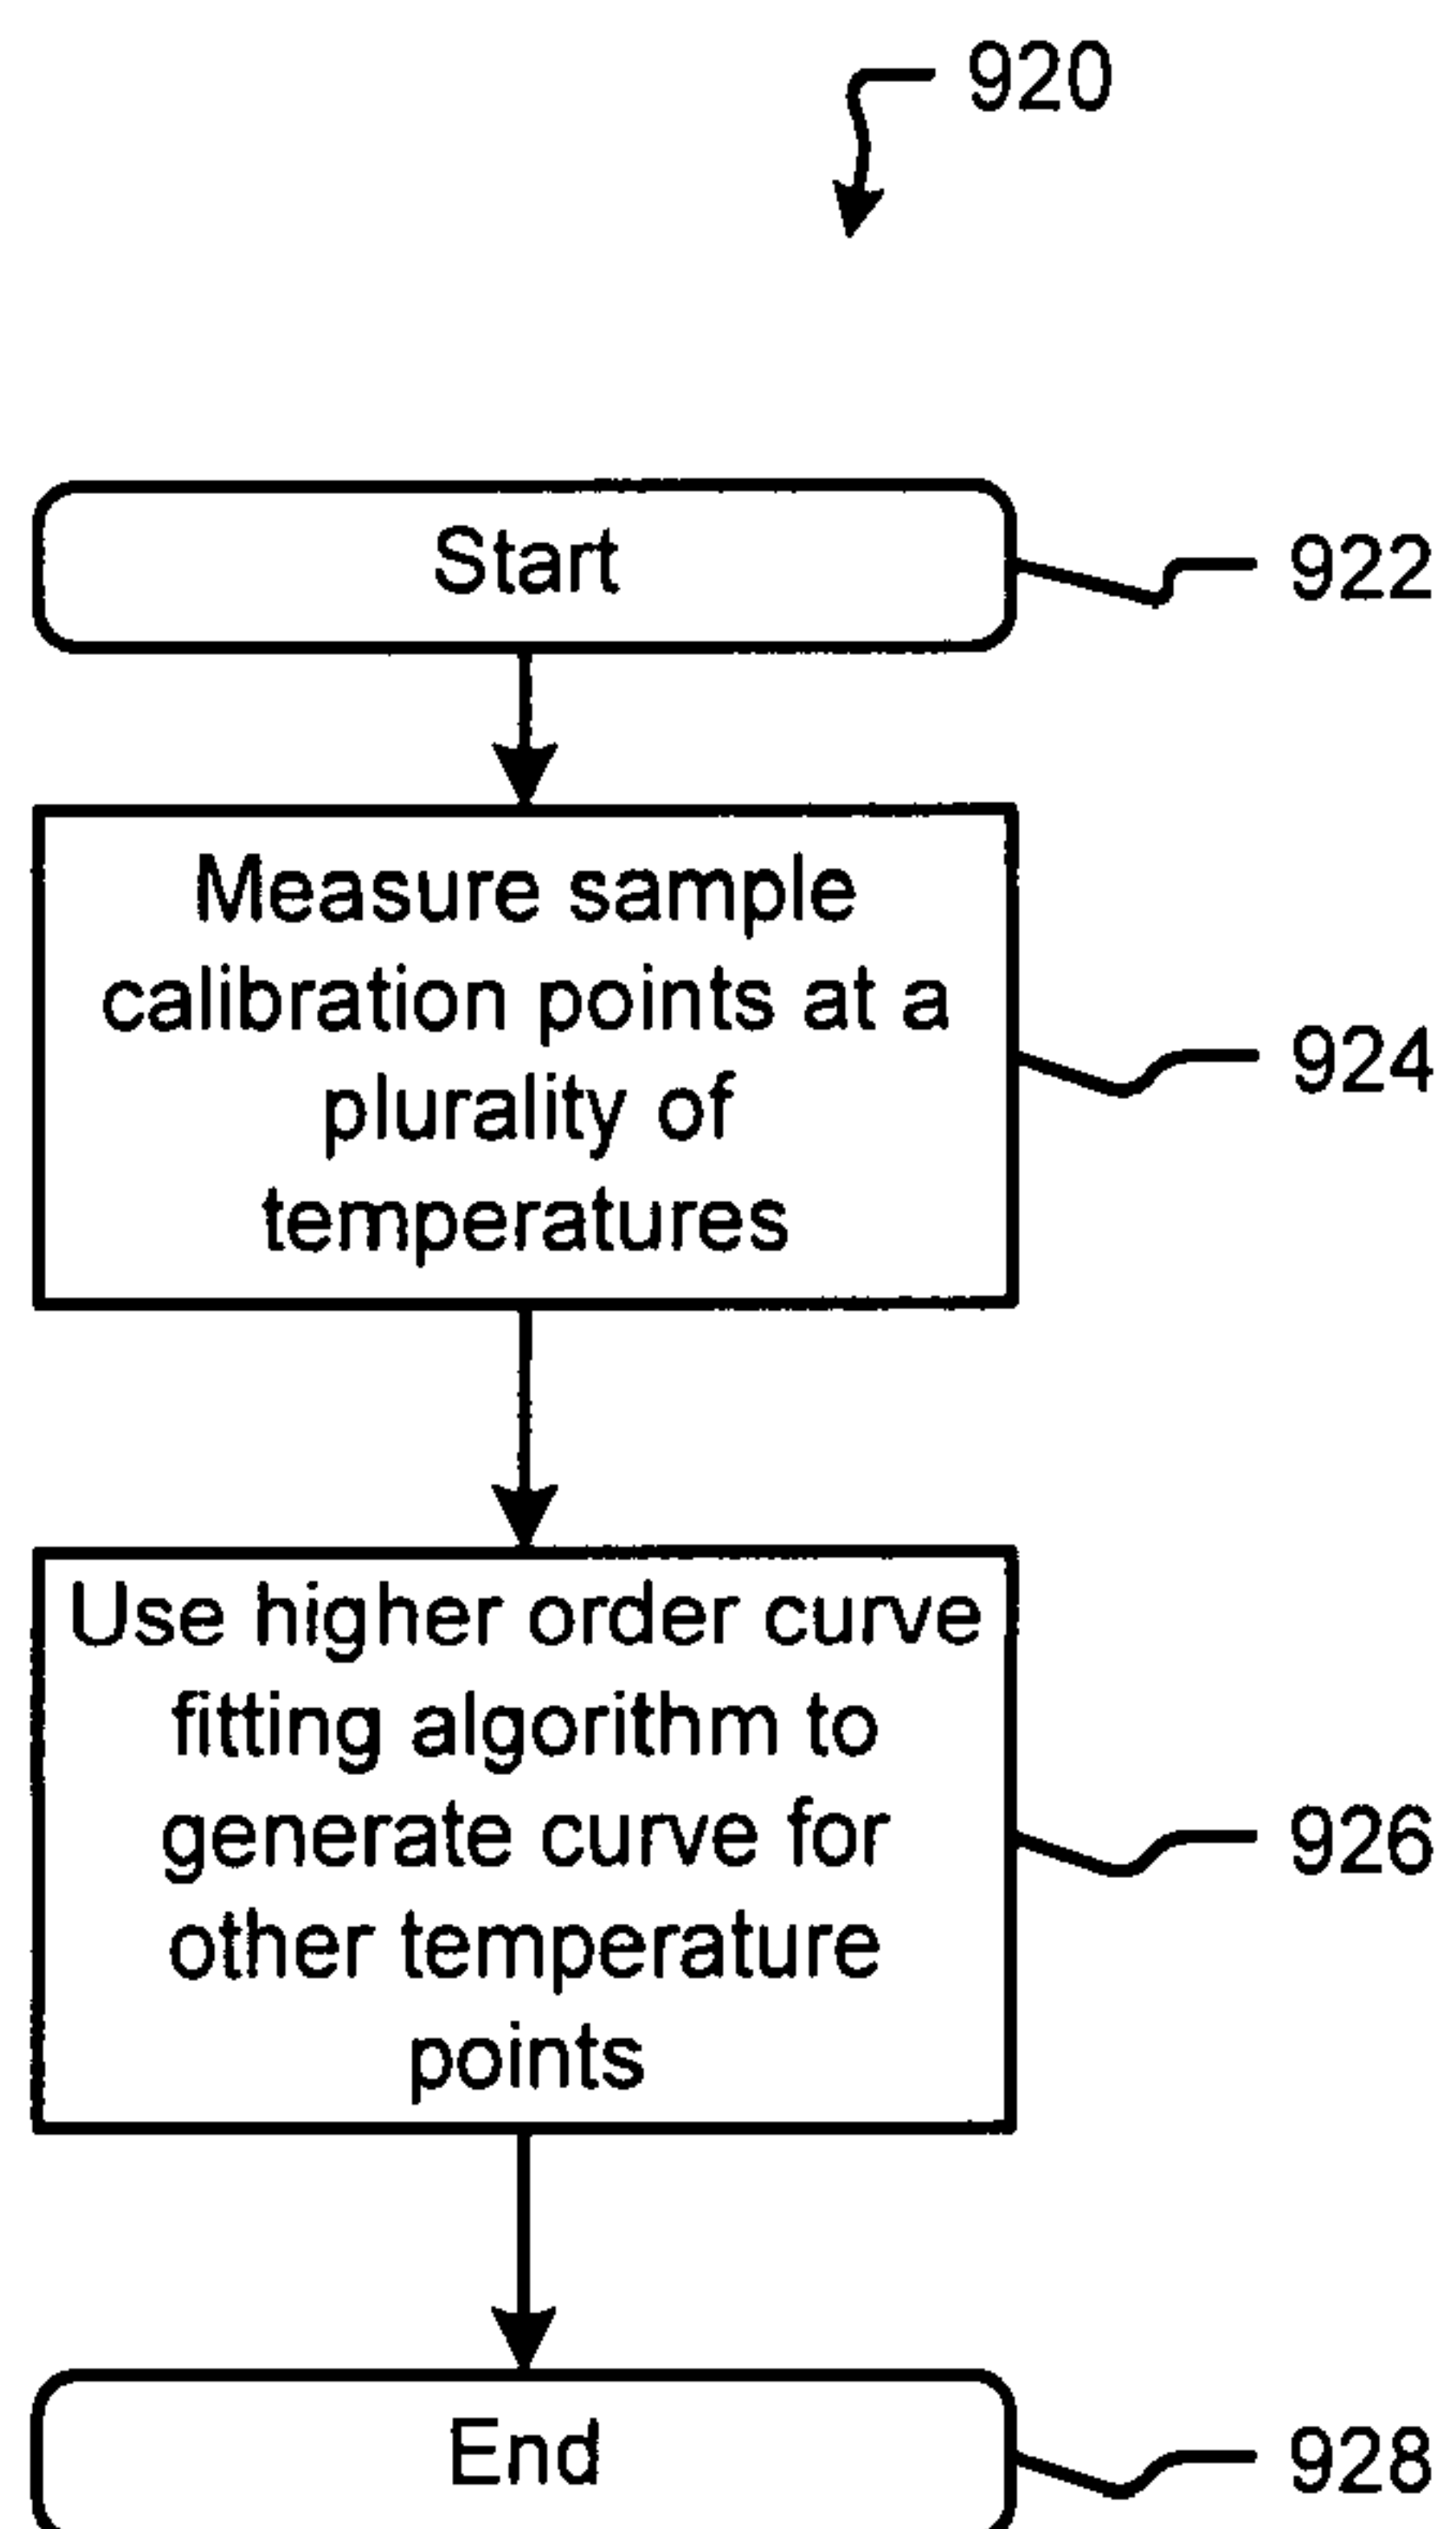 920
Start
922
Measure sample
calibration points at a
plurality of
temperatures
924
Use higher order curve
fitting algorithm to
generate curve for
other temperature
points
926
End
928